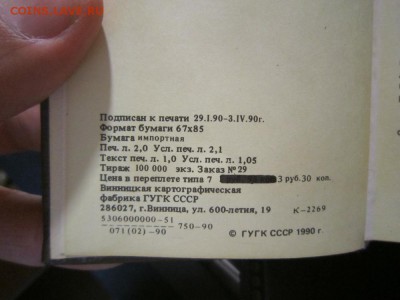 Подписан к печати 29.I.90-3.IV.90г.
Формат бумаги 67х85
Бумага импортная
Печ л. 2,0 Усл. печ л. 2,1
Текст печ л. 1,0 Усл. печ л. 1,05
Тираж 100 000 экз. Заказ №29
Цена в переплете типа 7 3 руб.30 коп.
Винницкая картографическая
фабрика ГУГК СССР
286027, г.Винница, ул. 600-летия, 19 К-2269
5306000000-51
071(02)-90
750-90
© ГУГК СССР 1990 г.